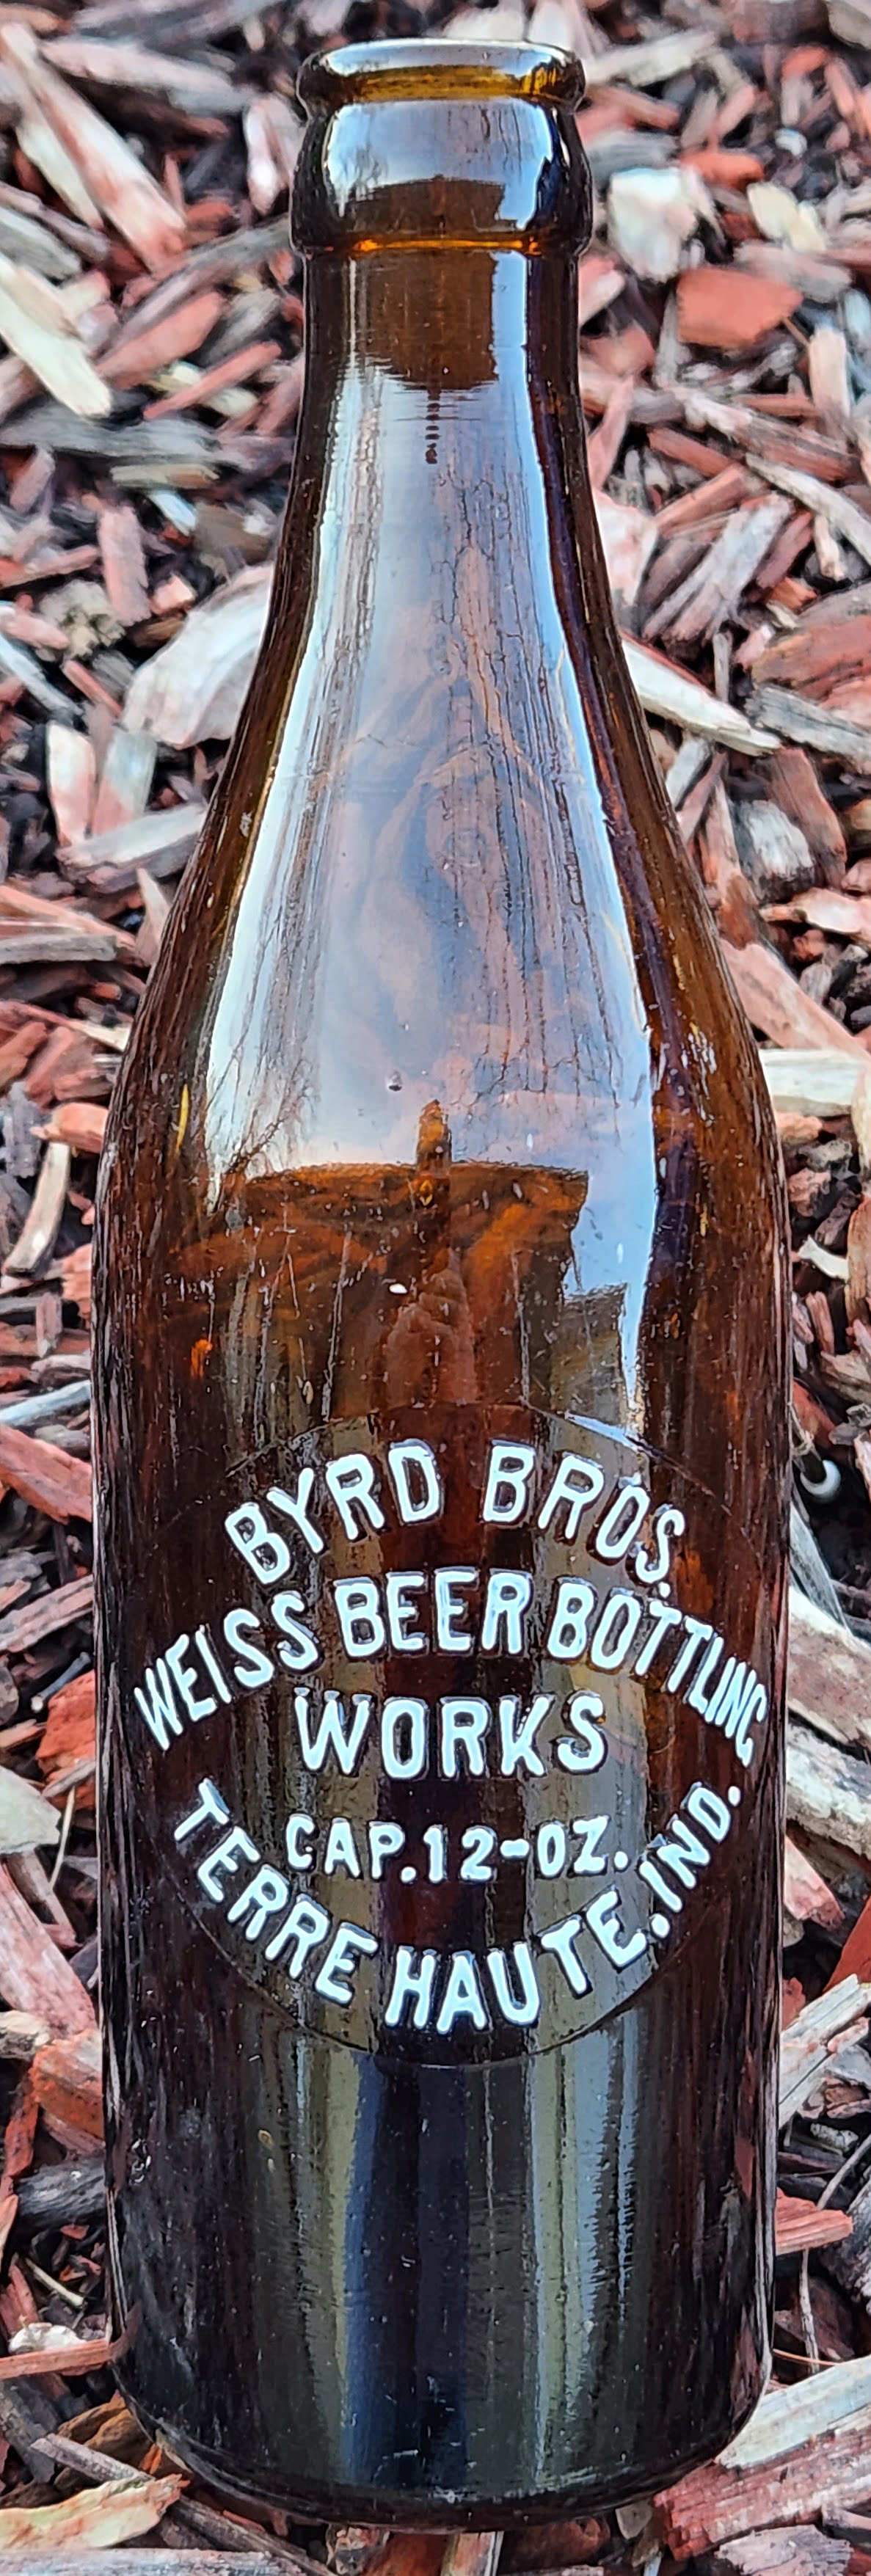 BYRD BROS.
WEISS BEER BOTTLING
WORKS
CAP.12-OZ.
TERRE HAUTE.IND.